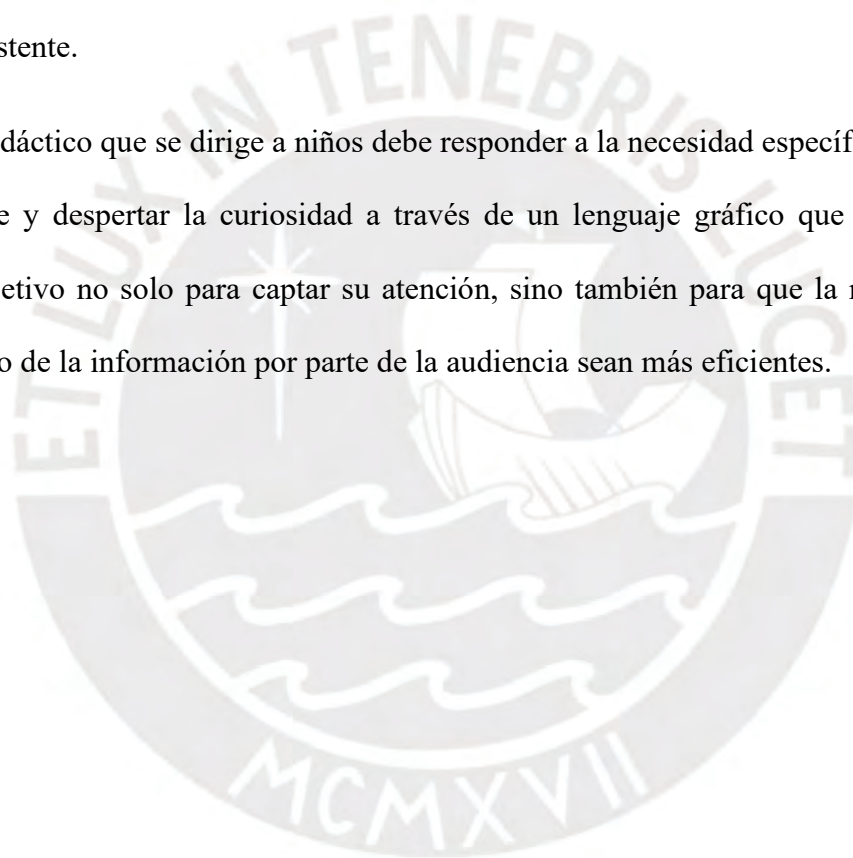 stente.
dáctico que se dirige a niños debe responder a la necesidad específ
e y despertar la curiosidad a través de un lenguaje gráfico que
etivo no solo para captar su atención, sino también para que la
o de la información por parte de la audiencia sean más eficientes.
ET LUX IN TENEBRIS LUCET
MCMXVII